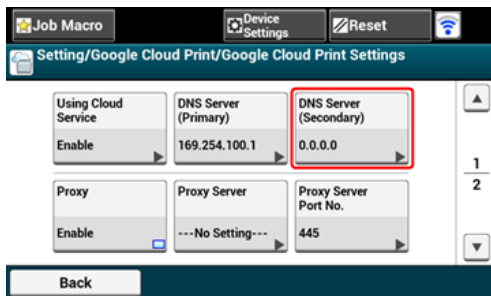 Job Macro
Device
Settings
Reset
Setting/Google Cloud Print/Google Cloud Print Settings
Using Cloud
Service
Enable
DNS Server
(Primary)
169.254.100.1
DNS Server
(Secondary)
0.0.0.0
1
2
Proxy
Enable
Proxy Server
---No Setting---
Proxy Server
Port No.
445
Back